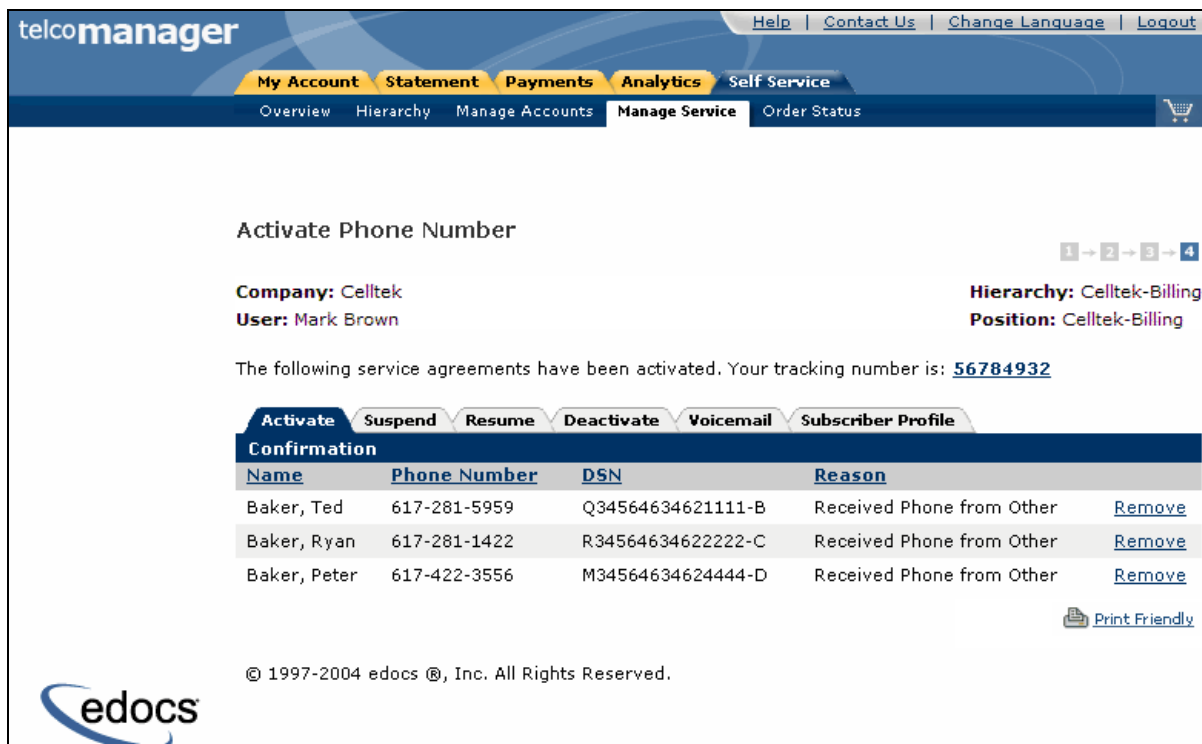 telcomanager
Help | Contact Us | Change Language | Logout
My Account Statement Payments Analytics Self Service
Overview Hierarchy Manage Accounts Manage Service Order Status
Activate Phone Number
1 → 2 → 3 → 4
Company: Celltek Hierarchy: Celltek-Billing
User: Mark Brown Position: Celltek-Billing
The following service agreements have been activated. Your tracking number is: 56784932
Activate Suspend Resume Deactivate Voicemail Subscriber Profile
Confirmation
Name Phone Number DSN Reason
Baker, Ted 617-281-5959 Q34564634621111-B Received Phone from Other Remove
Baker, Ryan 617-281-1422 R34564634622222-C Received Phone from Other Remove
Baker, Peter 617-422-3556 M34564634624444-D Received Phone from Other Remove
Print Friendly
© 1997-2004 edocs ®, Inc. All Rights Reserved.
edocs